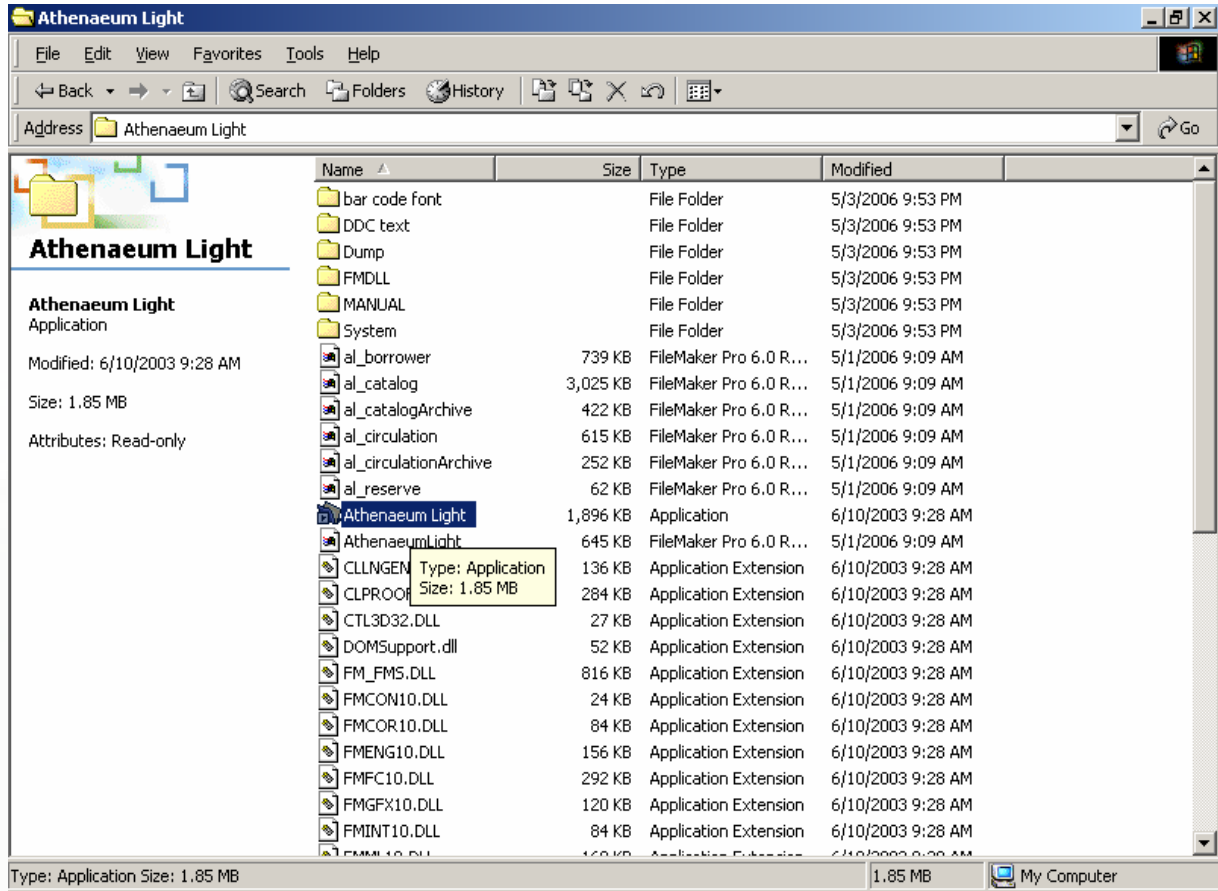 Athenaeum Light
File Edit View Favorites Tools Help
Back Search Folders History
Address Athenaeum Light Go
Name Size Type Modified
Athenaeum Light
Athenaeum Light
Application
Modified: 6/10/2003 9:28 AM
Size: 1.85 MB
Attributes: Read-only
bar code font File Folder 5/3/2006 9:53 PM
DDC text File Folder 5/3/2006 9:53 PM
Dump File Folder 5/3/2006 9:53 PM
FMDLL File Folder 5/3/2006 9:53 PM
MANUAL File Folder 5/3/2006 9:53 PM
System File Folder 5/3/2006 9:53 PM
al_borrower 739 KB FileMaker Pro 6.0 R... 5/1/2006 9:09 AM
al_catalog 3,025 KB FileMaker Pro 6.0 R... 5/1/2006 9:09 AM
al_catalogArchive 422 KB FileMaker Pro 6.0 R... 5/1/2006 9:09 AM
al_circulation 615 KB FileMaker Pro 6.0 R... 5/1/2006 9:09 AM
al_circulationArchive 252 KB FileMaker Pro 6.0 R... 5/1/2006 9:09 AM
al_reserve 62 KB FileMaker Pro 6.0 R... 5/1/2006 9:09 AM
Athenaeum Light 1,896 KB Application 6/10/2003 9:28 AM
AthenaeumLight 645 KB FileMaker Pro 6.0 R... 5/1/2006 9:09 AM
CLLNGEN 136 KB Application Extension 6/10/2003 9:28 AM
Type: Application
Size: 1.85 MB
CLPROOF 284 KB Application Extension 6/10/2003 9:28 AM
CTL3D32.DLL 27 KB Application Extension 6/10/2003 9:28 AM
DOMSupport.dll 52 KB Application Extension 6/10/2003 9:28 AM
FM_FMS.DLL 816 KB Application Extension 6/10/2003 9:28 AM
FMCON10.DLL 24 KB Application Extension 6/10/2003 9:28 AM
FMCOR10.DLL 84 KB Application Extension 6/10/2003 9:28 AM
FMENG10.DLL 156 KB Application Extension 6/10/2003 9:28 AM
FMFC10.DLL 292 KB Application Extension 6/10/2003 9:28 AM
FMGFX10.DLL 120 KB Application Extension 6/10/2003 9:28 AM
FMINT10.DLL 84 KB Application Extension 6/10/2003 9:28 AM
Type: Application Size: 1.85 MB 1.85 MB My Computer